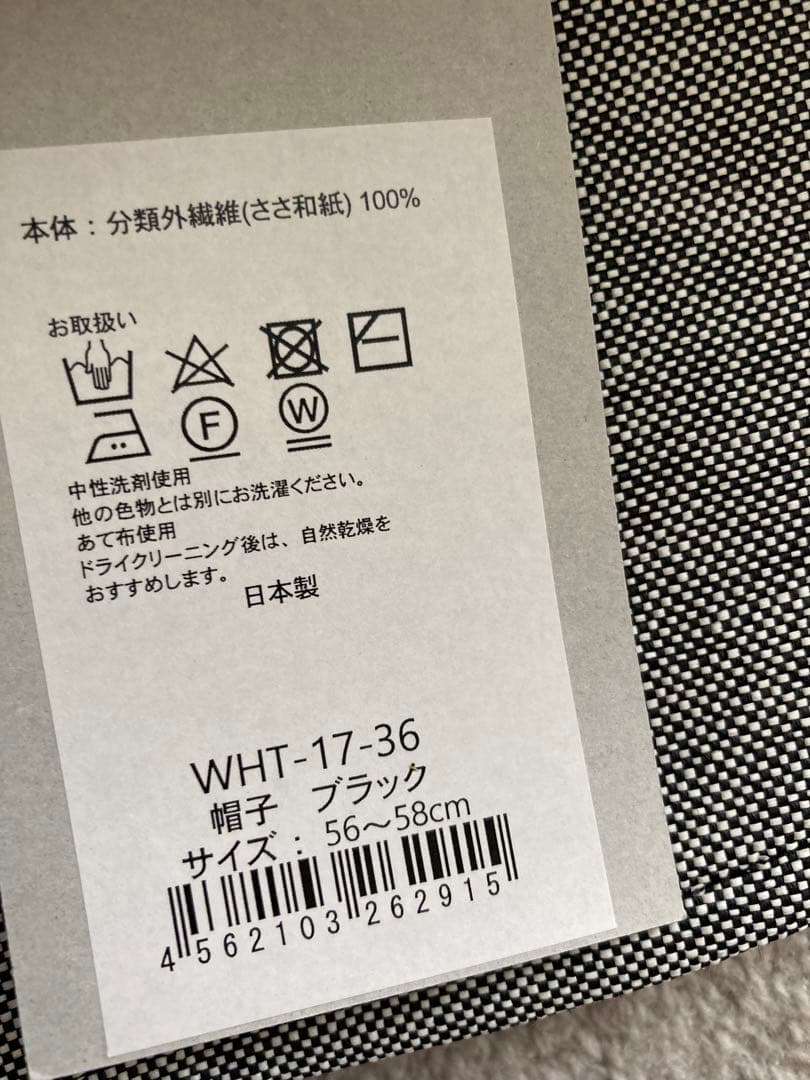 本体：分類外繊維(ささ和紙) 100%
お取扱い
F
W
中性洗剤使用
他の色物とは別にお洗濯ください。
あて布使用
ドライクリーニング後は、自然乾燥を
おすすめします。
日本製
WHT-17-36
帽子　ブラック
サイズ： 56～58cm
4562103262915